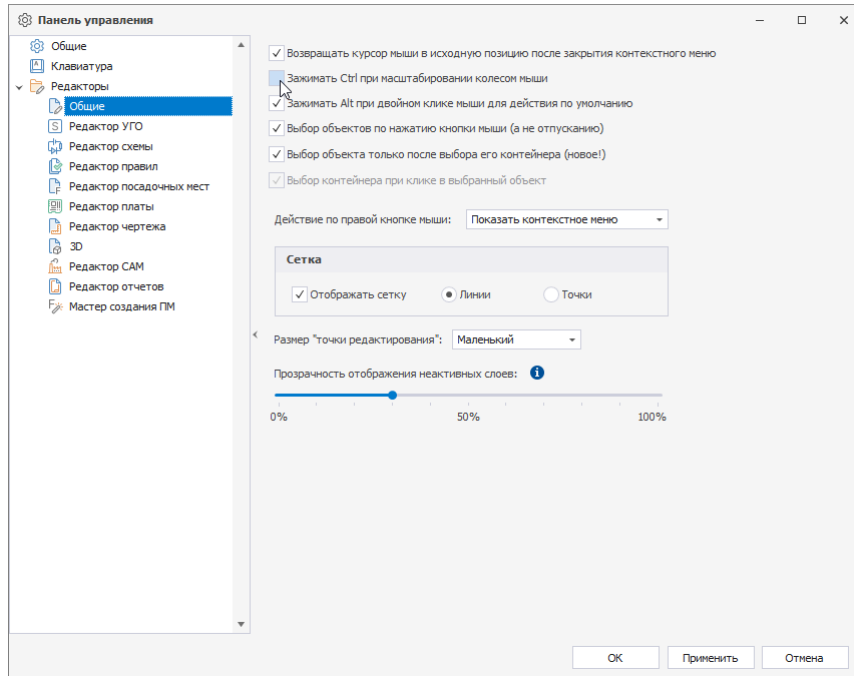 Панель управления
Общие
Клавиатура
Редакторы
Общие
Редактор УГО
Редактор схемы
Редактор правил
Редактор посадочных мест
Редактор платы
Редактор чертежа
3D
Редактор CAM
Редактор отчетов
Мастер создания ПМ
Возвращать курсор мыши в исходную позицию после закрытия контекстного меню
Зажимать Ctrl при масштабировании колесом мыши
Зажимать Alt при двойном клике мыши для действия по умолчанию
Выбор объектов по нажатию кнопки мыши (а не отпусканию)
Выбор объекта только после выбора его контейнера (новое!)
Выбор контейнера при клике в выбранный объект
Действие по правой кнопке мыши: Показать контекстное меню
Сетка
Отображать сетку Линии Точки
Размер "точки редактирования": Маленький
Прозрачность отображения неактивных слоев:
0% 50% 100%
ОК Применить Отмена